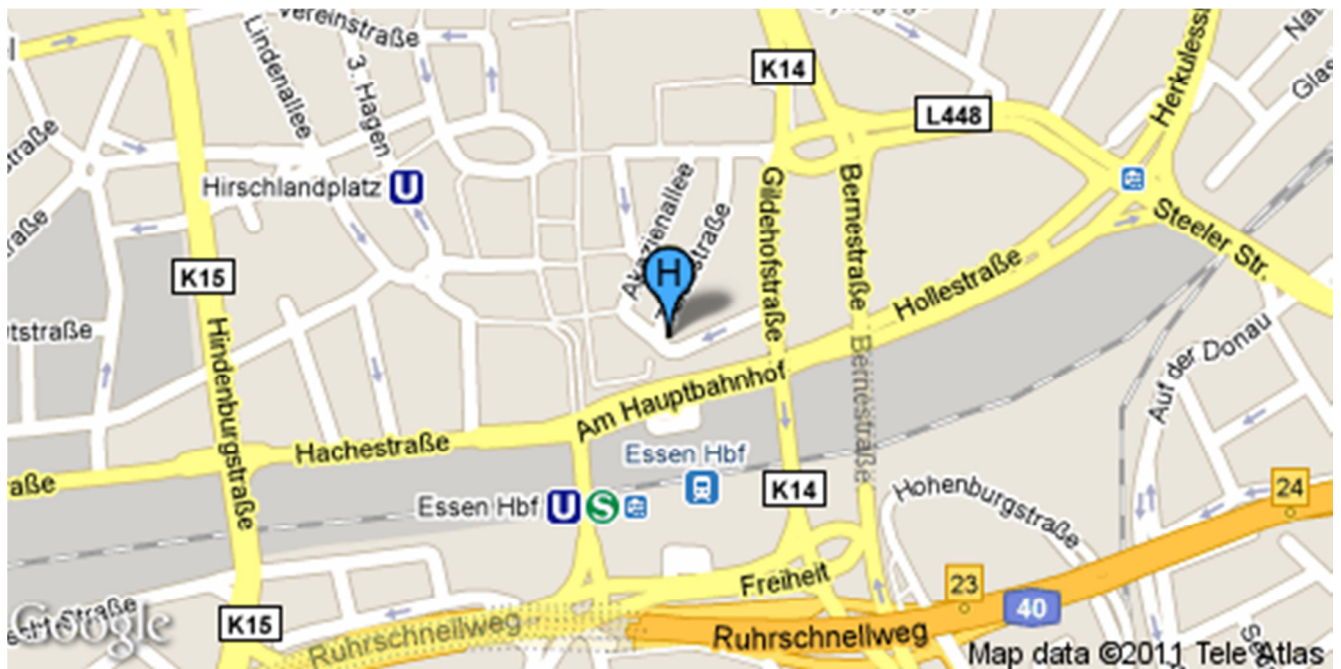 Vereinstraße
Lindenallee
3. Hagen
K14
L448
Herkulesstr
Glas
straße
Hirschlandplatz U
Akazienallee
straße
Gildehofstraße
Bernestraße
Steeler Str.
K15
H
Hollestraße
Hindenburgstraße
Bernestraße
Auf der Donau
Am Hauptbahnhof
Hachestraße
Essen Hbf
Essen Hbf U S
K14
Hohenburgstraße
24
Freiheit
23
40
K15
Google
Ruhrschnellweg
Ruhrschnellweg
Map data ©2011 Tele Atlas